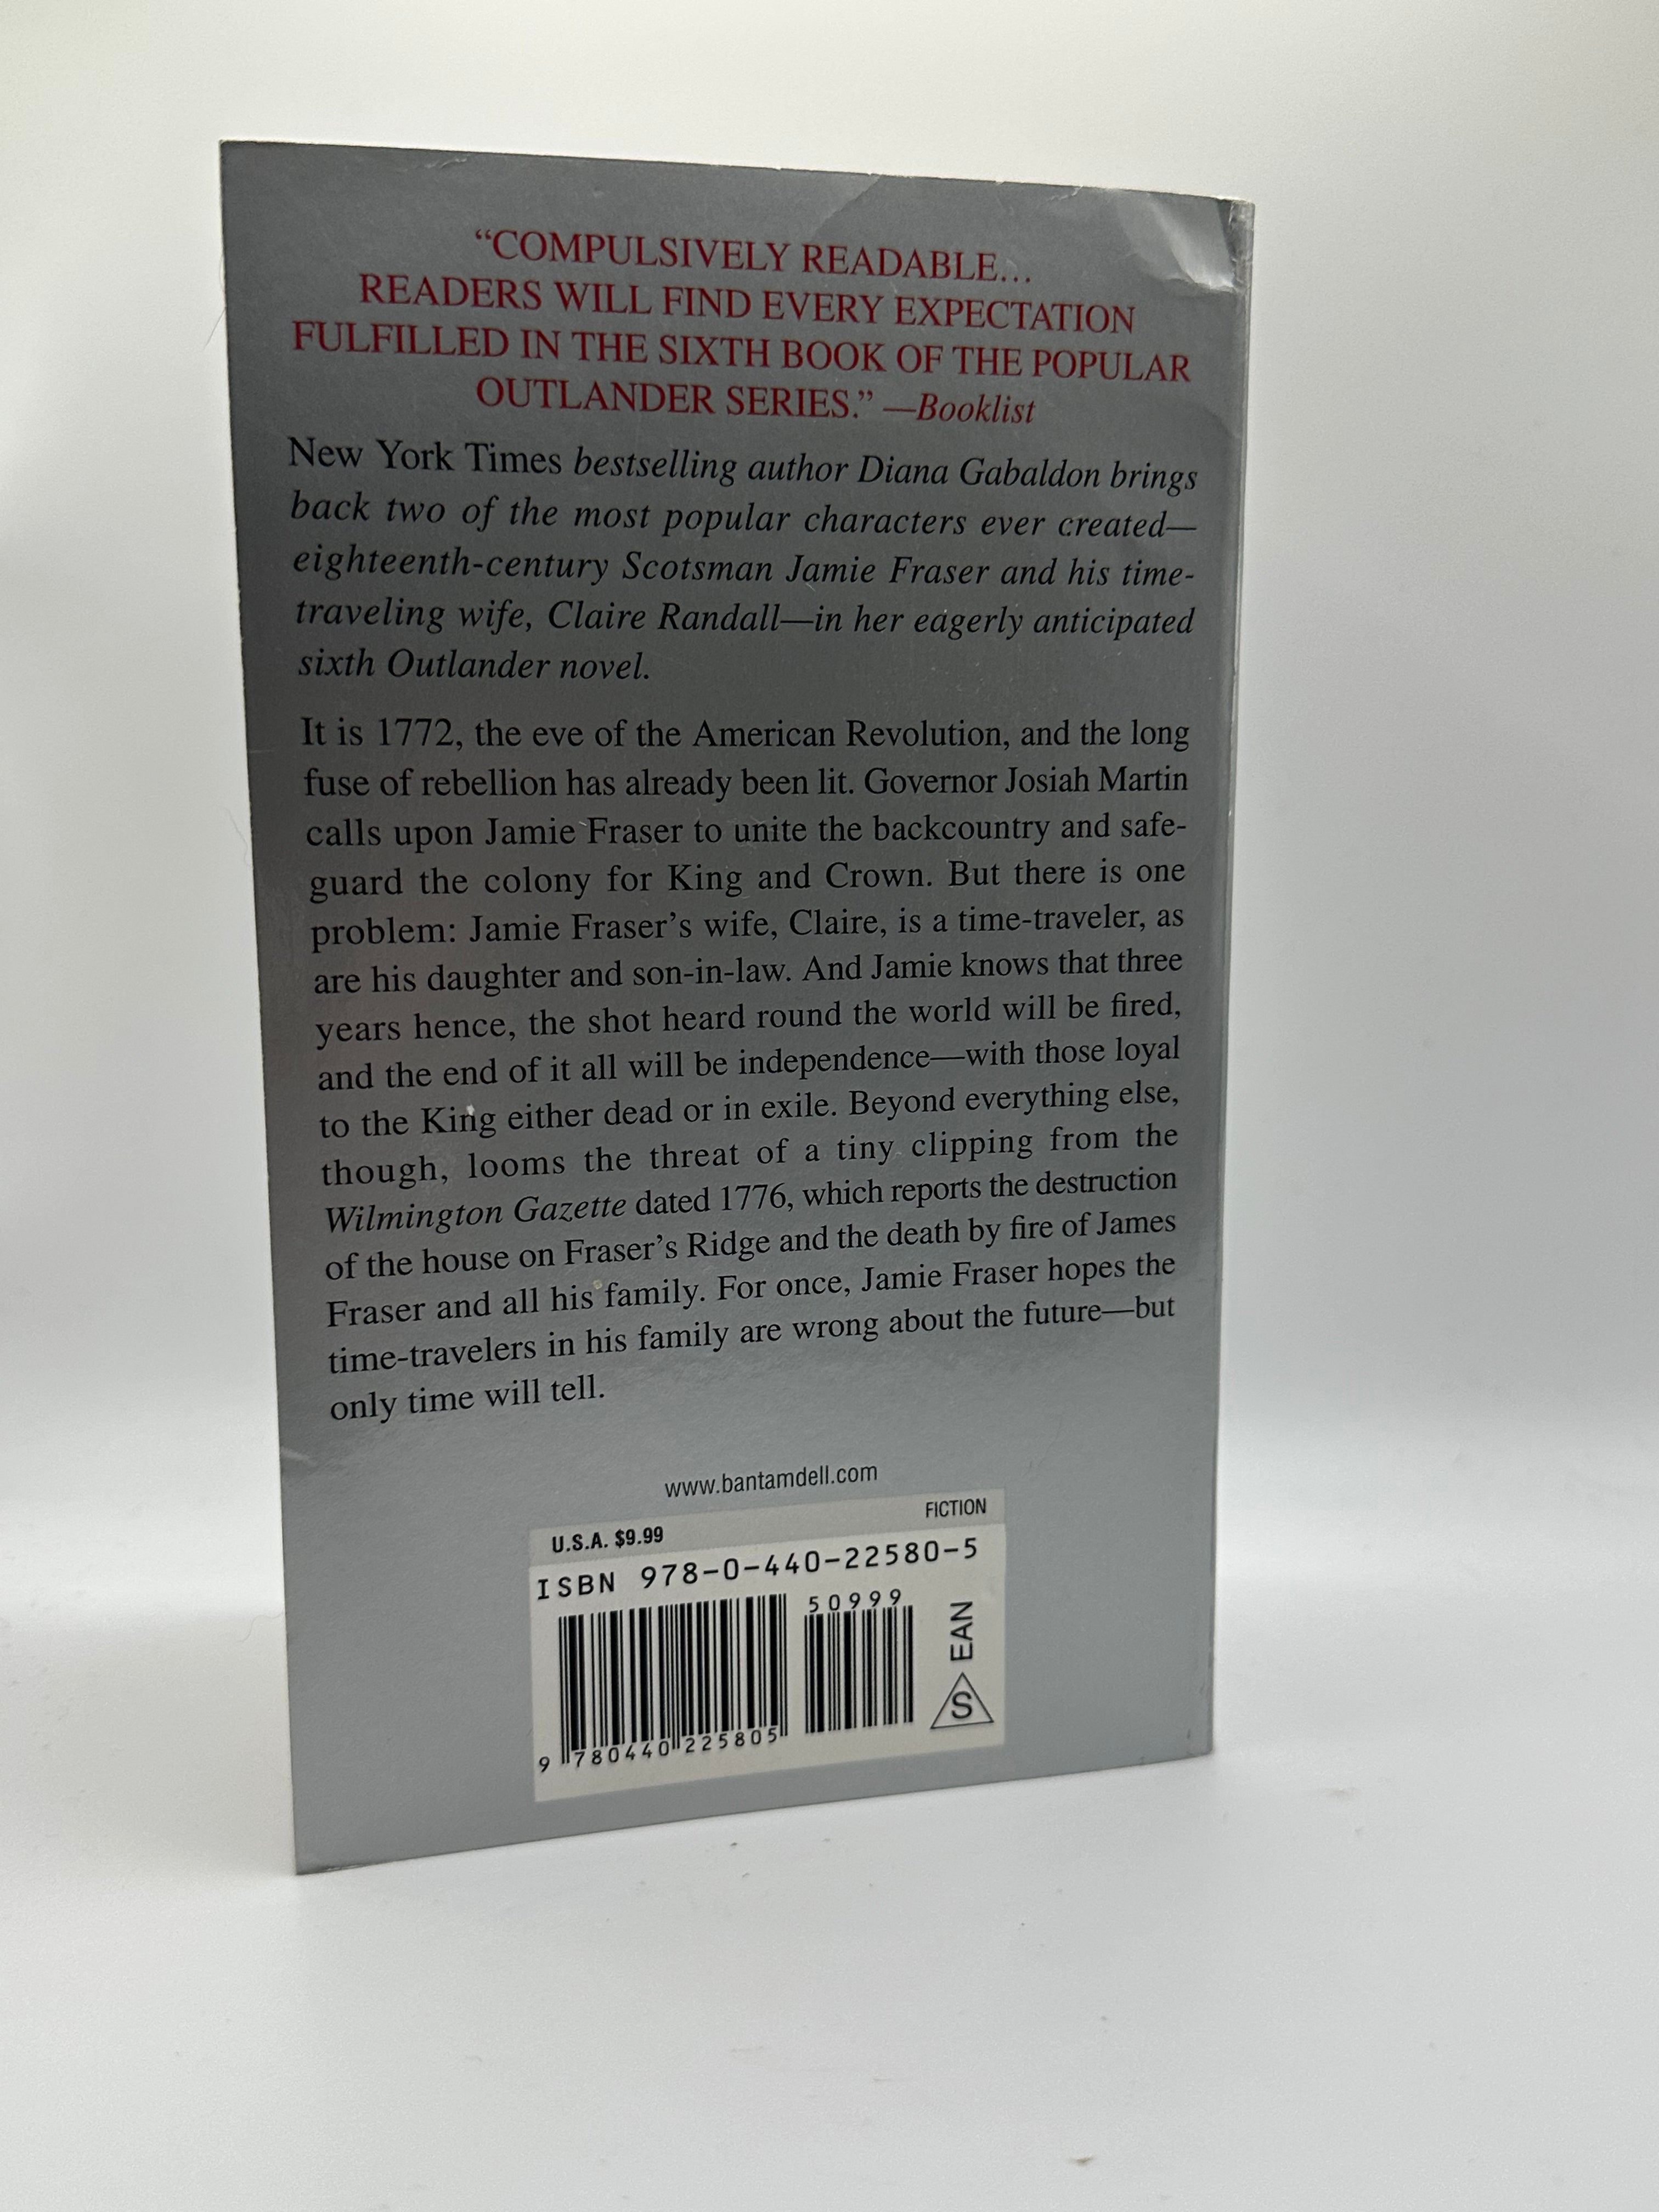 “COMPULSIVELY READABLE...
READERS WILL FIND EVERY EXPECTATION
FULFILLED IN THE SIXTH BOOK OF THE POPULAR
OUTLANDER SERIES.” —Booklist
New York Times bestselling author Diana Gabaldon brings
back two of the most popular characters ever created—
eighteenth-century Scotsman Jamie Fraser and his time-
traveling wife, Claire Randall—in her eagerly anticipated
sixth Outlander novel.
It is 1772, the eve of the American Revolution, and the long
fuse of rebellion has already been lit. Governor Josiah Martin
calls upon Jamie Fraser to unite the backcountry and safe-
guard the colony for King and Crown. But there is one
problem: Jamie Fraser’s wife, Claire, is a time-traveler, as
are his daughter and son-in-law. And Jamie knows that three
years hence, the shot heard round the world will be fired,
and the end of it all will be independence—with those loyal
to the King either dead or in exile. Beyond everything else,
though, looms the threat of a tiny clipping from the
Wilmington Gazette dated 1776, which reports the destruction
of the house on Fraser’s Ridge and the death by fire of James
Fraser and all his family. For once, Jamie Fraser hopes the
time-travelers in his family are wrong about the future—but
only time will tell.
www.bantamdell.com
U.S.A. $9.99 FICTION
ISBN 978-0-440-22580-5
50999
EAN
S
9 780440 225805